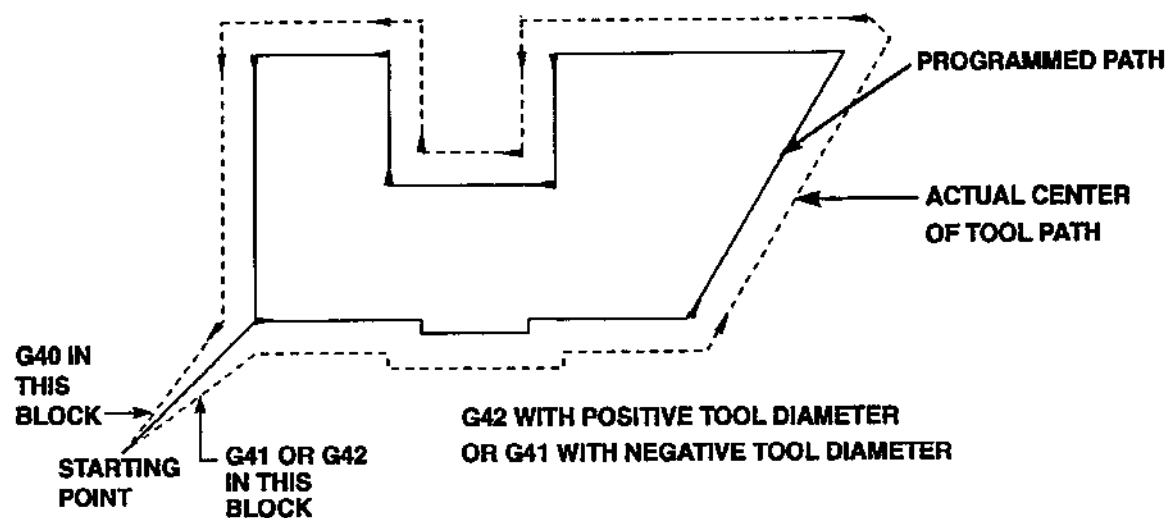 PROGRAMMED PATH
ACTUAL CENTER
OF TOOL PATH
G40 IN
THIS
BLOCK
G42 WITH POSITIVE TOOL DIAMETER
OR G41 WITH NEGATIVE TOOL DIAMETER
STARTING
POINT
G41 OR G42
IN THIS
BLOCK